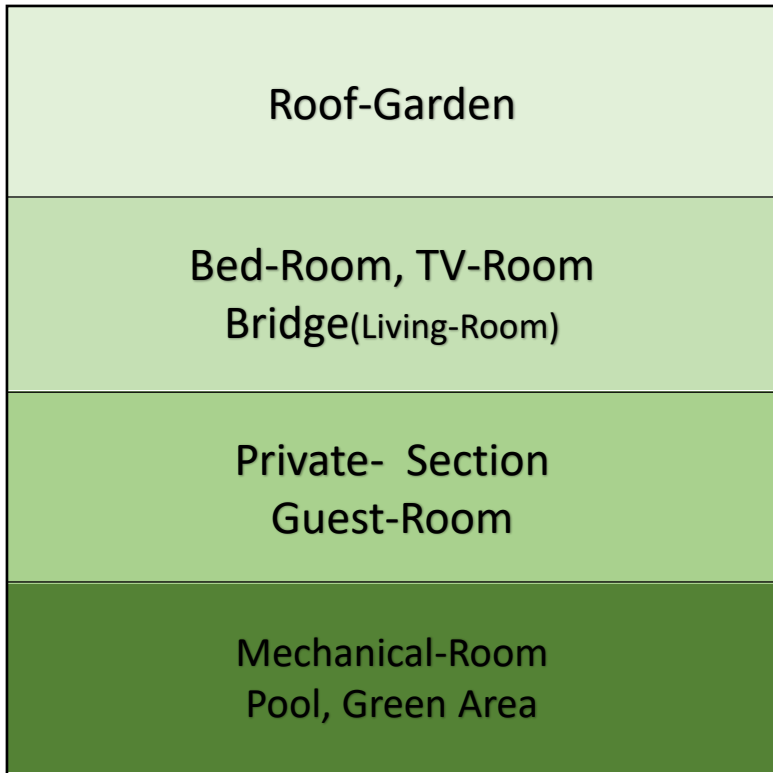 Roof-Garden
Bed-Room, TV-Room
Bridge(Living-Room)
Private-  Section
Guest-Room
Mechanical-Room
Pool, Green Area